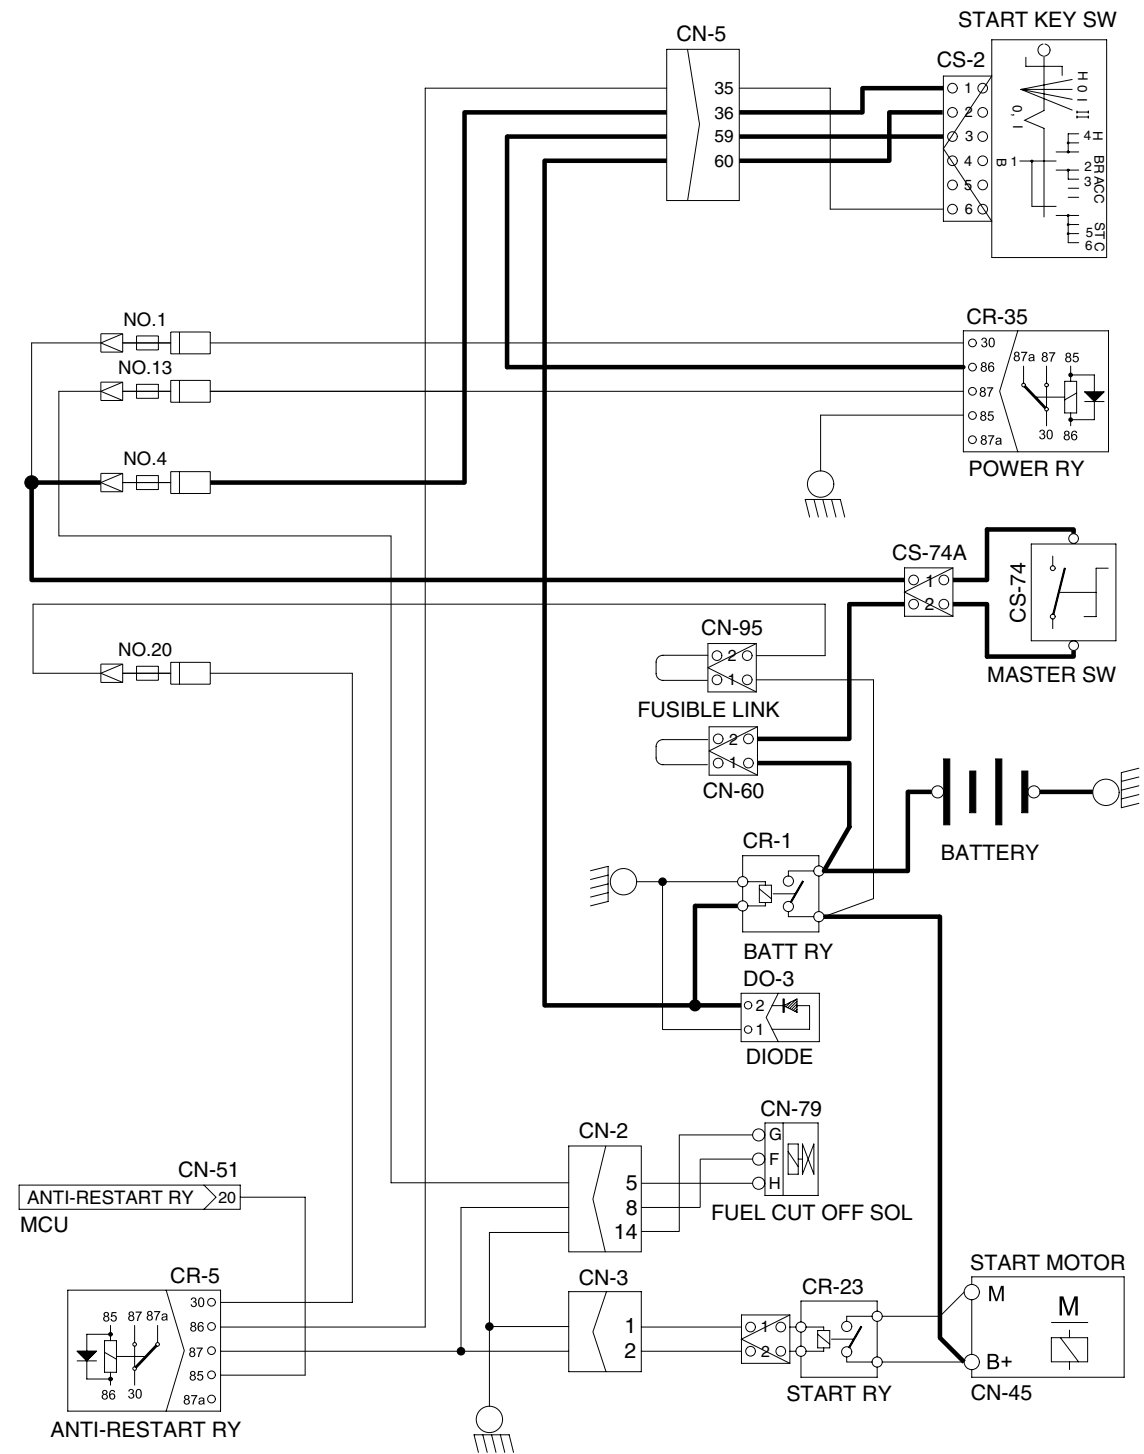 START KEY SW
CN-5
CS-2
35
36
59
60
1
2
3
4
5
6
H
O
I
II
0, I
B
1
4
H
2
BR
3
ACC
5
ST
6
C
NO.1
NO.13
NO.4
CR-35
30
86
87
85
87a
87a 87 85
30 86
POWER RY
CS-74A
1
2
CS-74
MASTER SW
NO.20
CN-95
2
1
FUSIBLE LINK
2
1
CN-60
BATTERY
CR-1
BATT RY
DO-3
2
1
DIODE
CN-79
G
F
H
FUEL CUT OFF SOL
CN-2
5
8
14
CN-51
ANTI-RESTART RY 20
MCU
CR-5
30
86
87
85
87a
85 87 87a
86 30
ANTI-RESTART RY
CN-3
1
2
1
2
CR-23
START RY
START MOTOR
M
M
B+
CN-45